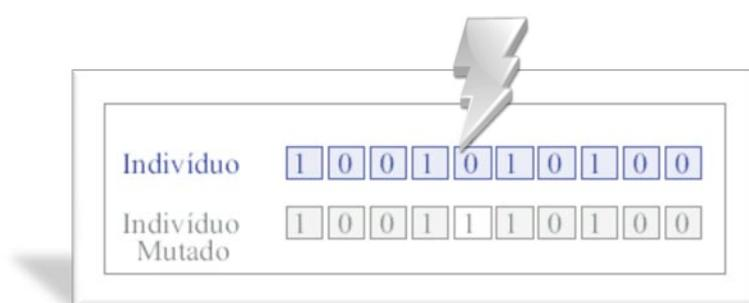 Indivíduo 1 0 0 1 0 1 0 1 0 0
Indivíduo 1 0 0 1 1 1 0 1 0 0
Mutado